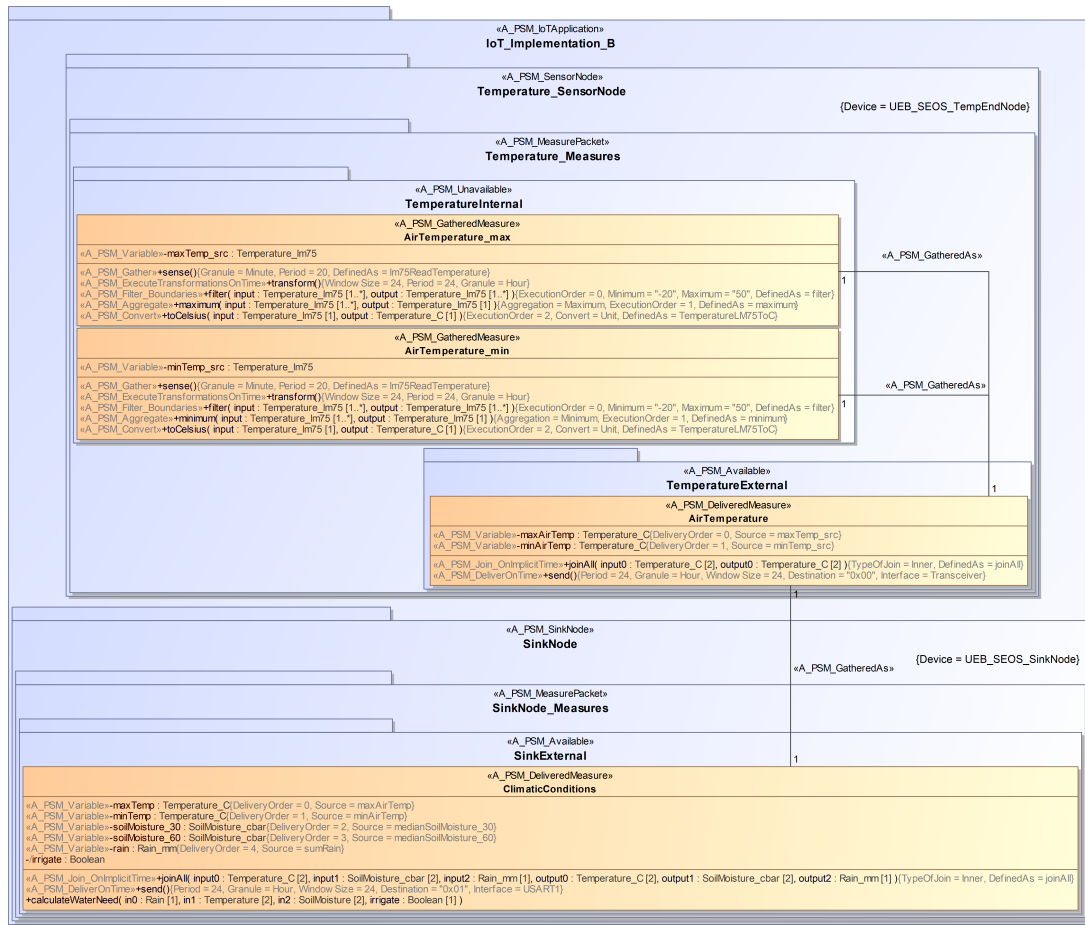 «A_PSM_IoTApplication»
IoT_Implementation_B
«A_PSM_SensorNode»
Temperature_SensorNode
{Device = UEB_SEOS_TempEndNode}
«A_PSM_MeasurePacket»
Temperature_Measures
«A_PSM_Unavailable»
TemperatureInternal
«A_PSM_GatheredMeasure»
AirTemperature_max
«A_PSM_Variable»-maxTemp_src : Temperature_lm75
«A_PSM_Gather»+sense(){Granule = Minute, Period = 20, DefinedAs = lm75ReadTemperature}
«A_PSM_ExecuteTransformationsOnTime»+transform(){Window Size = 24, Period = 24, Granule = Hour}
«A_PSM_Filter_Boundaries»+filter( input : Temperature_lm75 [1..*], output : Temperature_lm75 [1..*] ){ExecutionOrder = 0, Minimum = "-20", Maximum = "50", DefinedAs = filter}
«A_PSM_Aggregate»+maximum( input : Temperature_lm75 [1..*], output : Temperature_lm75 [1] ){Aggregation = Maximum, ExecutionOrder = 1, DefinedAs = maximum}
«A_PSM_Convert»+toCelsius( input : Temperature_lm75 [1], output : Temperature_C [1] ){ExecutionOrder = 2, Convert = Unit, DefinedAs = TemperatureLM75ToC}
«A_PSM_GatheredAs»
1
«A_PSM_GatheredMeasure»
AirTemperature_min
«A_PSM_Variable»-minTemp_src : Temperature_lm75
«A_PSM_Gather»+sense(){Granule = Minute, Period = 20, DefinedAs = lm75ReadTemperature}
«A_PSM_ExecuteTransformationsOnTime»+transform(){Window Size = 24, Period = 24, Granule = Hour}
«A_PSM_Filter_Boundaries»+filter( input : Temperature_lm75 [1..*], output : Temperature_lm75 [1..*] ){ExecutionOrder = 0, Minimum = "-20", Maximum = "50", DefinedAs = filter}
«A_PSM_Aggregate»+minimum( input : Temperature_lm75 [1..*], output : Temperature_lm75 [1] ){Aggregation = Minimum, ExecutionOrder = 1, DefinedAs = minimum}
«A_PSM_Convert»+toCelsius( input : Temperature_lm75 [1], output : Temperature_C [1] ){ExecutionOrder = 2, Convert = Unit, DefinedAs = TemperatureLM75ToC}
«A_PSM_GatheredAs»
1
«A_PSM_Available»
TemperatureExternal
1
«A_PSM_DeliveredMeasure»
AirTemperature
«A_PSM_Variable»-maxAirTemp : Temperature_C{DeliveryOrder = 0, Source = maxTemp_src}
«A_PSM_Variable»-minAirTemp : Temperature_C{DeliveryOrder = 1, Source = minTemp_src}
«A_PSM_Join_OnImplicitTime»+joinAll( input0 : Temperature_C [2], output0 : Temperature_C [2] ){TypeOfJoin = Inner, DefinedAs = joinAll}
«A_PSM_DeliverOnTime»+send(){Period = 24, Granule = Hour, Window Size = 24, Destination = "0x00", Interface = Transceiver}
1
«A_PSM_SinkNode»
SinkNode
{Device = UEB_SEOS_SinkNode}
«A_PSM_GatheredAs»
«A_PSM_MeasurePacket»
SinkNode_Measures
«A_PSM_Available»
SinkExternal
1
«A_PSM_DeliveredMeasure»
ClimaticConditions
«A_PSM_Variable»-maxTemp : Temperature_C{DeliveryOrder = 0, Source = maxAirTemp}
«A_PSM_Variable»-minTemp : Temperature_C{DeliveryOrder = 1, Source = minAirTemp}
«A_PSM_Variable»-soilMoisture_30 : SoilMoisture_cbar{DeliveryOrder = 2, Source = medianSoilMoisture_30}
«A_PSM_Variable»-soilMoisture_60 : SoilMoisture_cbar{DeliveryOrder = 3, Source = medianSoilMoisture_60}
«A_PSM_Variable»-rain : Rain_mm{DeliveryOrder = 4, Source = sumRain}
-/irrigate : Boolean
«A_PSM_Join_OnImplicitTime»+joinAll( input0 : Temperature_C [2], input1 : SoilMoisture_cbar [2], input2 : Rain_mm [1], output0 : Temperature_C [2], output1 : SoilMoisture_cbar [2], output2 : Rain_mm [1] ){TypeOfJoin = Inner, DefinedAs = joinAll}
«A_PSM_DeliverOnTime»+send(){Period = 24, Granule = Hour, Window Size = 24, Destination = "0x01", Interface = USART1}
+calculateWaterNeed( in0 : Rain [1], in1 : Temperature [2], in2 : SoilMoisture [2], irrigate : Boolean [1] )